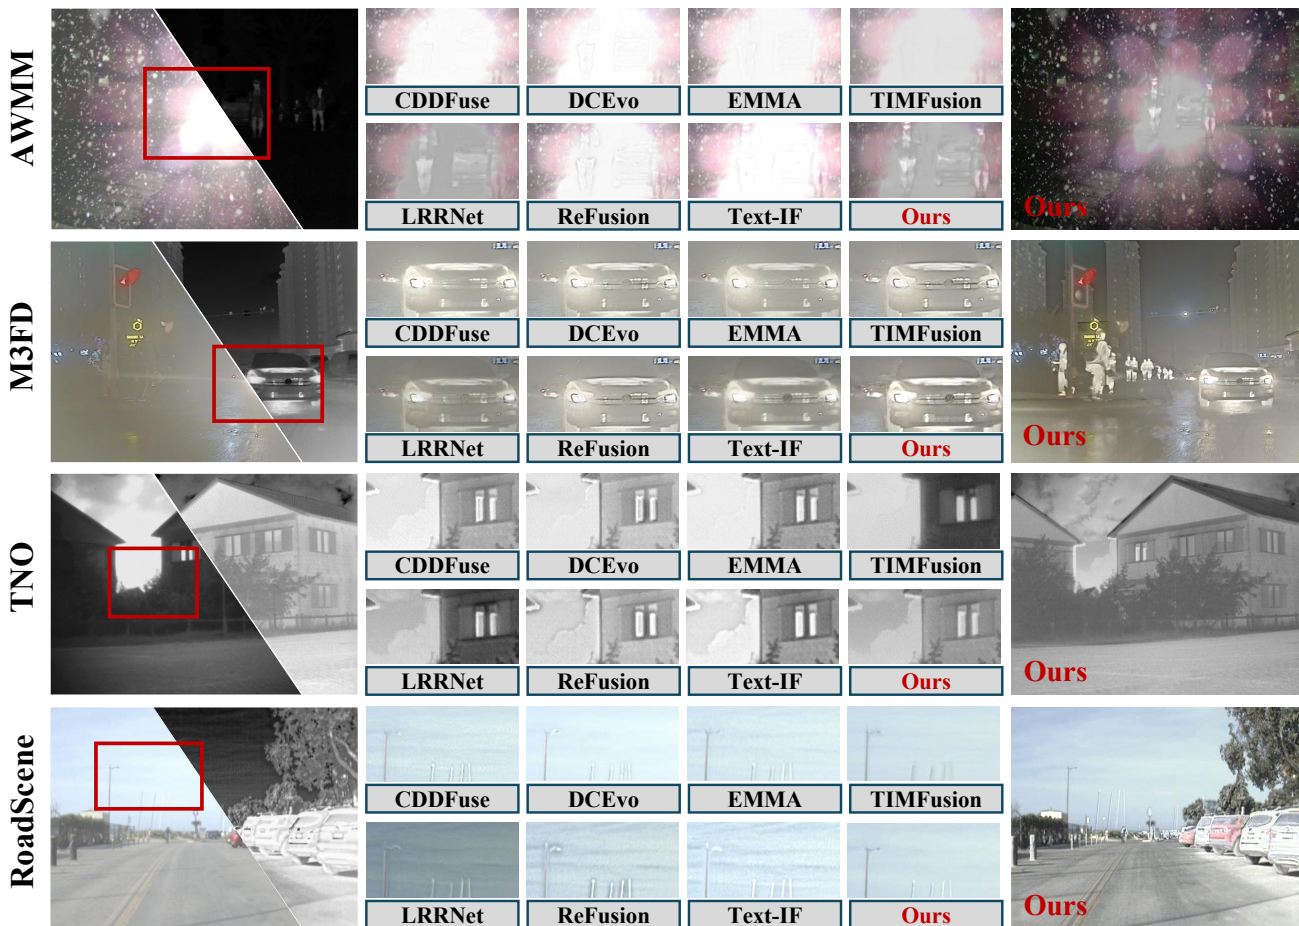 AWMM
CDDFuse DCEvo EMMA TIMFusion
LRRNet ReFusion Text-IF Ours
Ours
M3FD
CDDFuse DCEvo EMMA TIMFusion
LRRNet ReFusion Text-IF Ours
Ours
TNO
CDDFuse DCEvo EMMA TIMFusion
LRRNet ReFusion Text-IF Ours
Ours
RoadScene
CDDFuse DCEvo EMMA TIMFusion
LRRNet ReFusion Text-IF Ours
Ours